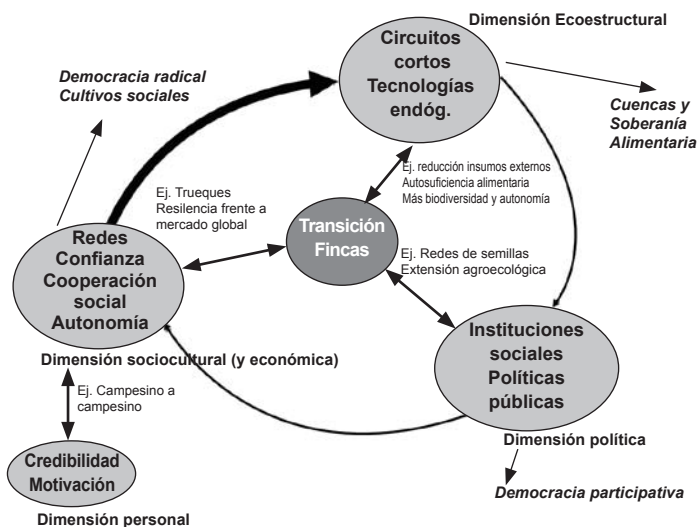 Dimensión Ecoestructural
Circuitos
cortos
Tecnologías
endóg.
Democracia radical
Cultivos sociales
Cuencas y
Soberanía
Alimentaria
Ej. reducción insumos externos
Autosuficiencia alimentaria
Más biodiversidad y autonomía
Ej. Trueques
Resilencia frente a
mercado global
Transición
Fincas
Redes
Confianza
Cooperación
social
Autonomía
Ej. Redes de semillas
Extensión agroecológica
Instituciones
sociales
Políticas
públicas
Dimensión sociocultural (y económica)
Ej. Campesino a
campesino
Dimensión política
Credibilidad
Motivación
Democracia participativa
Dimensión personal